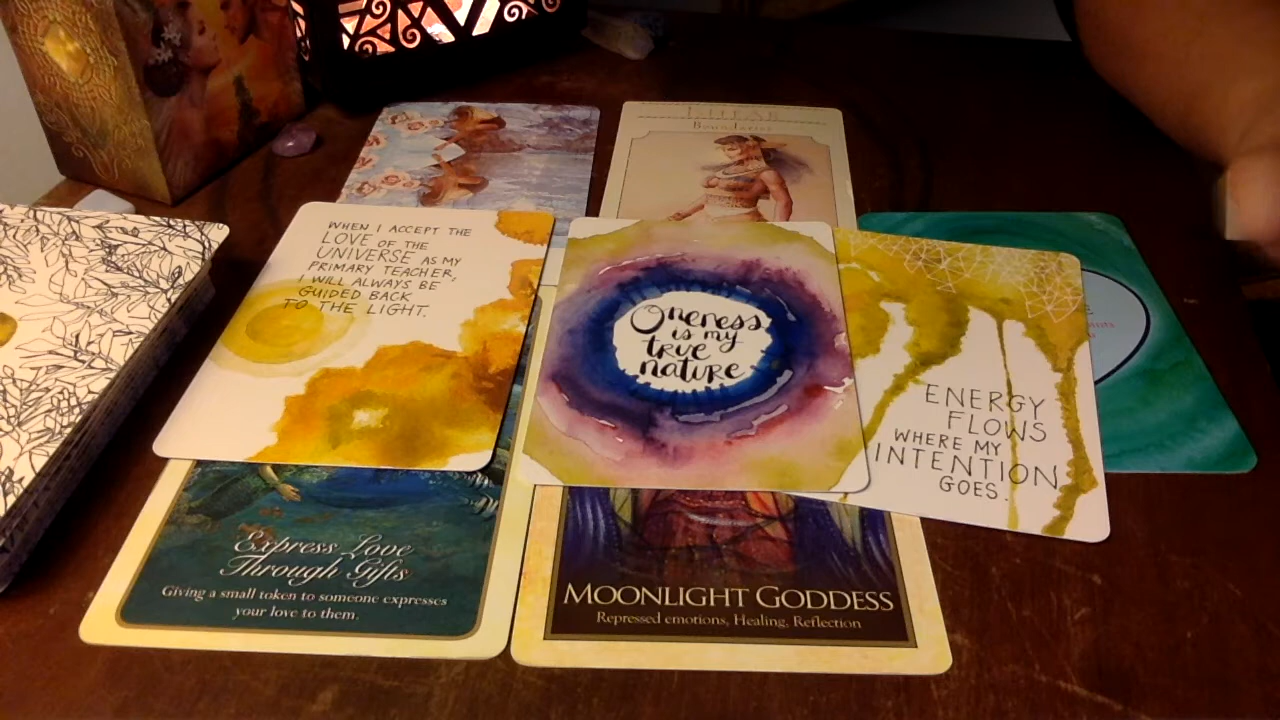 Boundaries
WHEN I ACCEPT THE
LOVE OF THE
UNIVERSE AS MY
PRIMARY TEACHER,
I WILL ALWAYS BE
GUIDED BACK
TO THE LIGHT.
Oneness
is my
true
nature
ENERGY
FLOWS
WHERE MY
INTENTION
GOES.
Express Love
Through Gifts
Giving a small token to someone expresses
your love to them.
MOONLIGHT GODDESS
Repressed emotions, Healing, Reflection